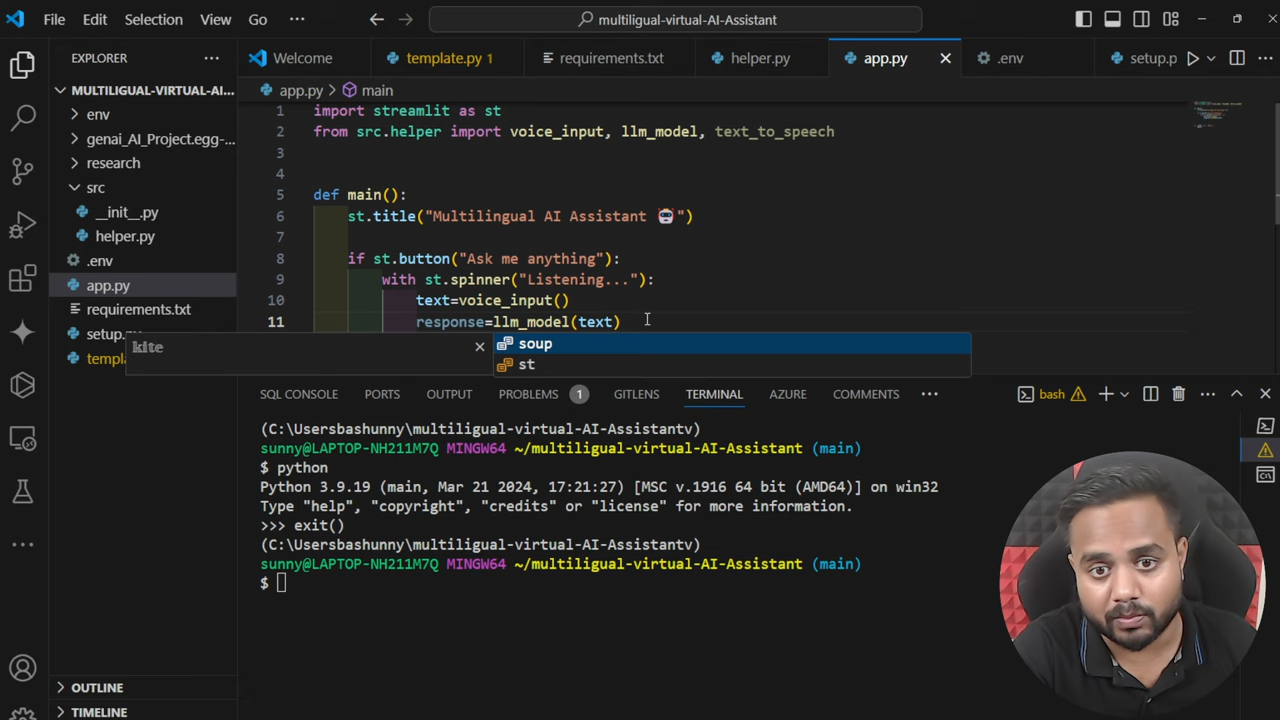 File Edit Selection View Go ··· multiligual-virtual-AI-Assistant
EXPLORER ···
Welcome template.py 1 requirements.txt helper.py app.py .env setup.p
MULTILIGUAL-VIRTUAL-AI-...
app.py > main
env
genai_AI_Project.egg-...
research
src
__init__.py
helper.py
.env
app.py
requirements.txt
setup.
templa
1 import streamlit as st
2 from src.helper import voice_input, llm_model, text_to_speech
3
4
5 def main():
6 st.title("Multilingual AI Assistant 🤖")
7
8 if st.button("Ask me anything"):
9 with st.spinner("Listening..."):
10 text=voice_input()
11 response=llm_model(text)
kite
soup
st
SQL CONSOLE PORTS OUTPUT PROBLEMS 1 GITLENS TERMINAL AZURE COMMENTS ··· bash
(C:\Usersbashunny\multiligual-virtual-AI-Assistantv)
sunny@LAPTOP-NH211M7Q MINGW64 ~/multiligual-virtual-AI-Assistant (main)
$ python
Python 3.9.19 (main, Mar 21 2024, 17:21:27) [MSC v.1916 64 bit (AMD64)] on win32
Type "help", "copyright", "credits" or "license" for more information.
>>> exit()
(C:\Usersbashunny\multiligual-virtual-AI-Assistantv)
sunny@LAPTOP-NH211M7Q MINGW64 ~/multiligual-virtual-AI-Assistant (main)
$
OUTLINE
TIMELINE